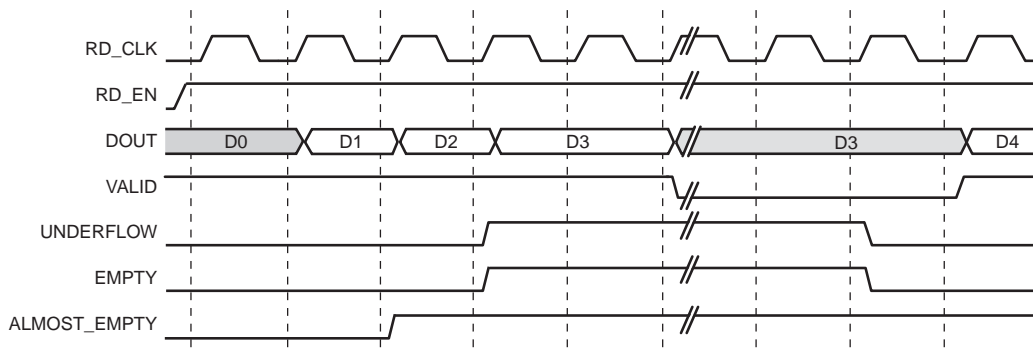 RD_CLK
RD_EN
DOUT D0 D1 D2 D3 D3 D4
VALID
UNDERFLOW
EMPTY
ALMOST_EMPTY